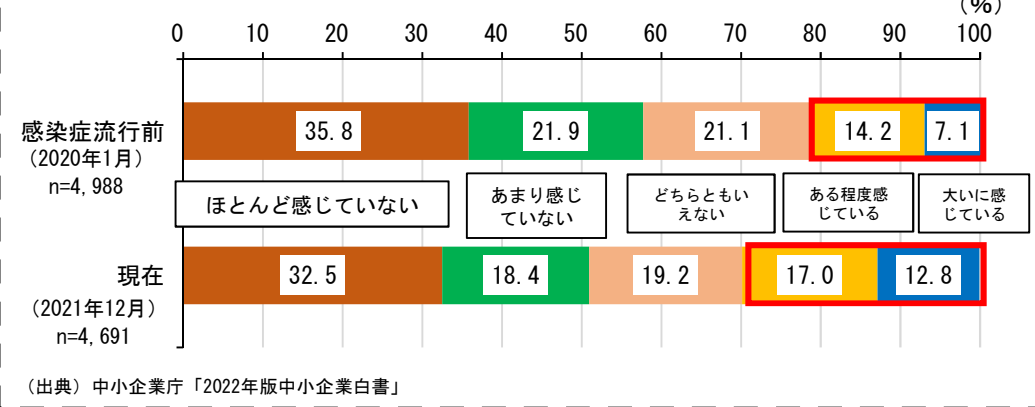 (%)
0 10 20 30 40 50 60 70 80 90 100
感染症流行前
(2020年1月)
n=4,988
35.8 21.9 21.1 14.2 7.1
ほとんど感じていない
あまり感じ
ていない
どちらともい
えない
ある程度感
じている
大いに感
じている
現在
(2021年12月)
n=4,691
32.5 18.4 19.2 17.0 12.8
(出典)中小企業庁「2022年版中小企業白書」